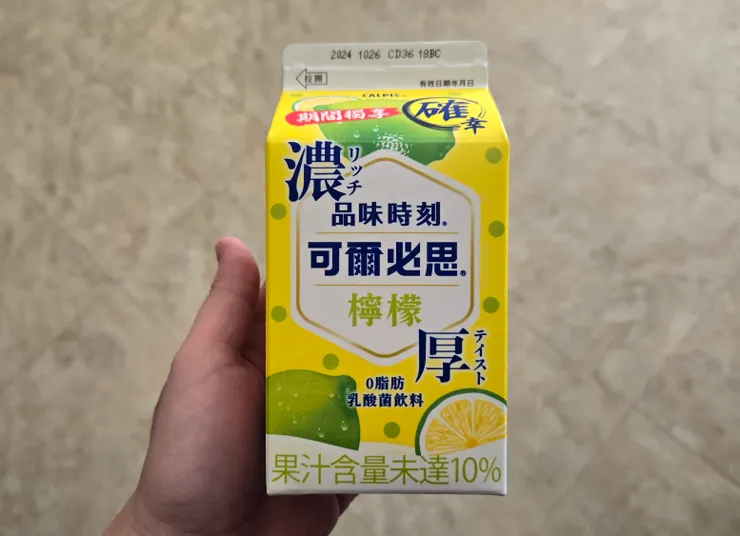 2024 1026 CD36 18BC
拉開
有效日期年月日
CALPIS
期間獨享
確幸
濃
リッチ
品味時刻®
可爾必思®
檸檬
厚
テイスト
0脂肪
乳酸菌飲料
果汁含量未達10%